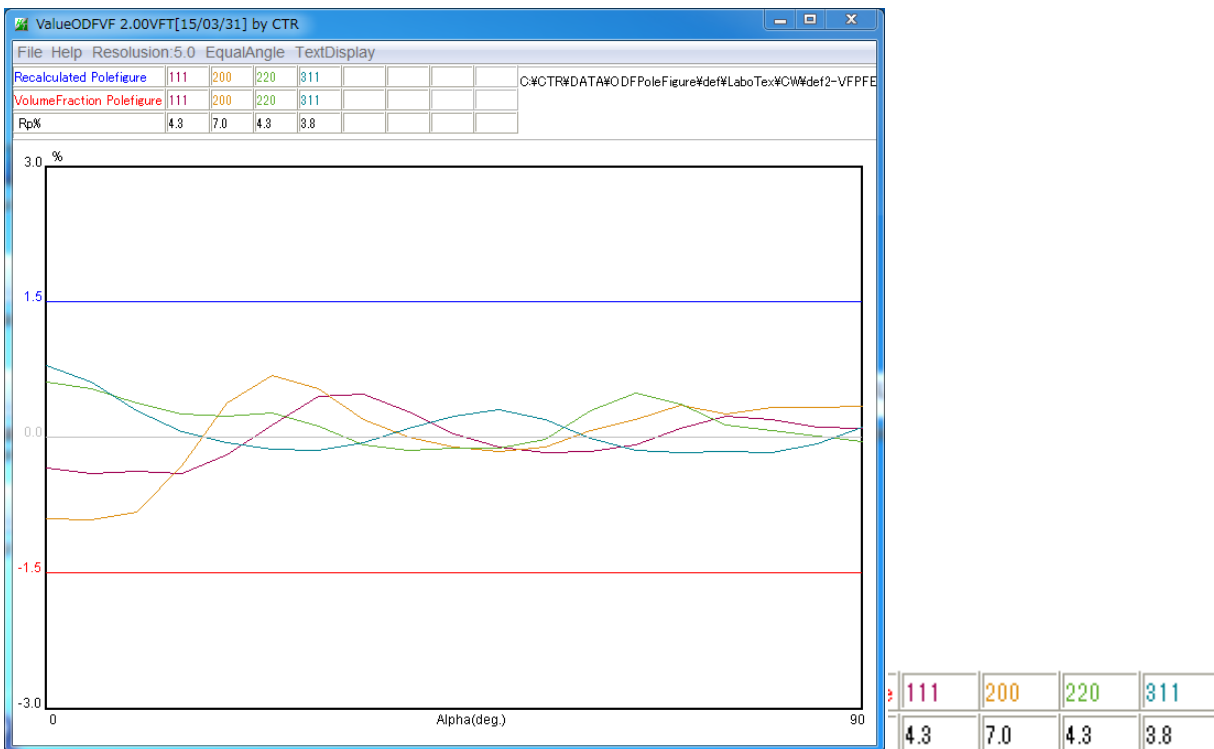 ValueODFVF 2.00VFT[15/03/31] by CTR
File Help Resolusion:5.0 EqualAngle TextDisplay
Recalculated Polefigure 111 200 220 311
C:¥CTR¥DATA¥ODFPoleFigure¥def¥LaboTex¥CW¥def2-VFPFE
VolumeFraction Polefigure 111 200 220 311
Rp% 4.3 7.0 4.3 3.8
3.0 %
1.5
0.0
-1.5
-3.0
0 Alpha(deg.) 90
e 111 200 220 311
4.3 7.0 4.3 3.8